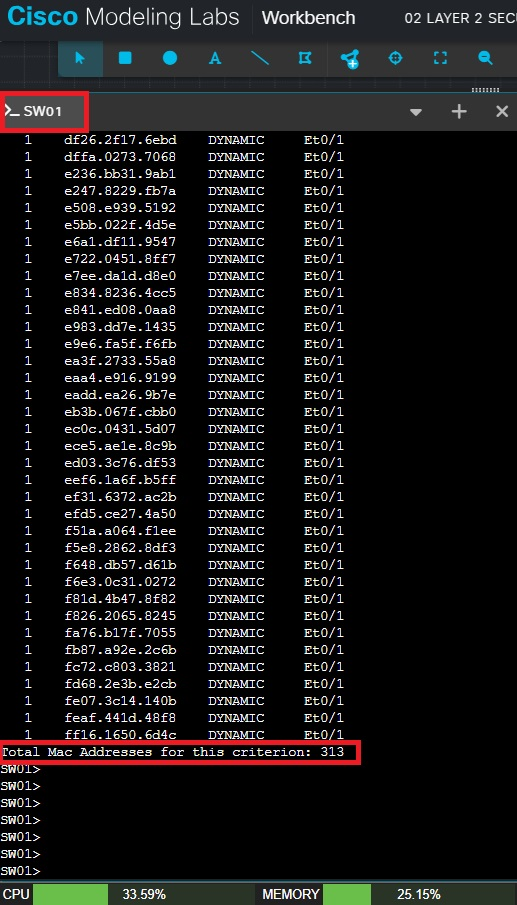 Cisco Modeling Labs Workbench 02 LAYER 2 SECU
A
SW01
1 df26.2f17.6ebd DYNAMIC Et0/1
1 dffa.0273.7068 DYNAMIC Et0/1
1 e236.bb31.9ab1 DYNAMIC Et0/1
1 e247.8229.fb7a DYNAMIC Et0/1
1 e508.e939.5192 DYNAMIC Et0/1
1 e5bb.022f.4d5e DYNAMIC Et0/1
1 e6a1.df11.9547 DYNAMIC Et0/1
1 e722.0451.8ff7 DYNAMIC Et0/1
1 e7ee.da1d.d8e0 DYNAMIC Et0/1
1 e834.8236.4cc5 DYNAMIC Et0/1
1 e841.ed08.0aa8 DYNAMIC Et0/1
1 e983.dd7e.1435 DYNAMIC Et0/1
1 e9e6.fa5f.f6fb DYNAMIC Et0/1
1 ea3f.2733.55a8 DYNAMIC Et0/1
1 eaa4.e916.9199 DYNAMIC Et0/1
1 eadd.ea26.9b7e DYNAMIC Et0/1
1 eb3b.067f.cbb0 DYNAMIC Et0/1
1 ec0c.0431.5d07 DYNAMIC Et0/1
1 ece5.ae1e.8c9b DYNAMIC Et0/1
1 ed03.3c76.df53 DYNAMIC Et0/1
1 eef6.1a6f.b5ff DYNAMIC Et0/1
1 ef31.6372.ac2b DYNAMIC Et0/1
1 efd5.ce27.4a50 DYNAMIC Et0/1
1 f51a.a064.f1ee DYNAMIC Et0/1
1 f5e8.2862.8df3 DYNAMIC Et0/1
1 f648.db57.d61b DYNAMIC Et0/1
1 f6e3.0c31.0272 DYNAMIC Et0/1
1 f81d.4b47.8f82 DYNAMIC Et0/1
1 f826.2065.8245 DYNAMIC Et0/1
1 fa76.b17f.7055 DYNAMIC Et0/1
1 fb87.a92e.2c6b DYNAMIC Et0/1
1 fc72.c803.3821 DYNAMIC Et0/1
1 fd68.2e3b.e2cb DYNAMIC Et0/1
1 fe07.3c14.140b DYNAMIC Et0/1
1 feaf.441d.48f8 DYNAMIC Et0/1
1 ff16.1650.6d4c DYNAMIC Et0/1
Total Mac Addresses for this criterion: 313
SW01>
SW01>
SW01>
SW01>
SW01>
SW01>
SW01>
CPU 33.59% MEMORY 25.15%